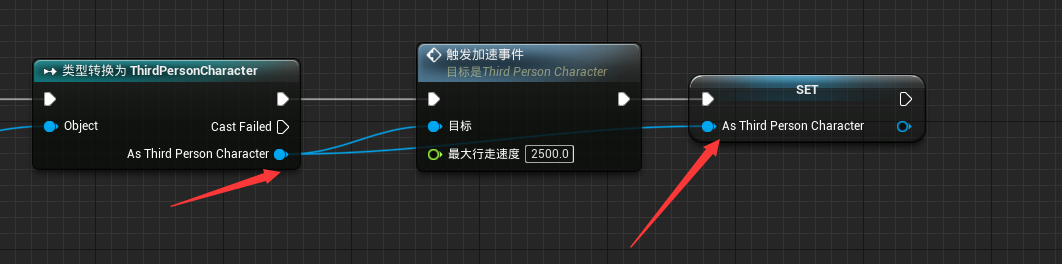 类型转换为 ThirdPersonCharacter
Object
Cast Failed
As Third Person Character
触发加速事件
目标是Third Person Character
目标
最大行走速度 2500.0
SET
As Third Person Character